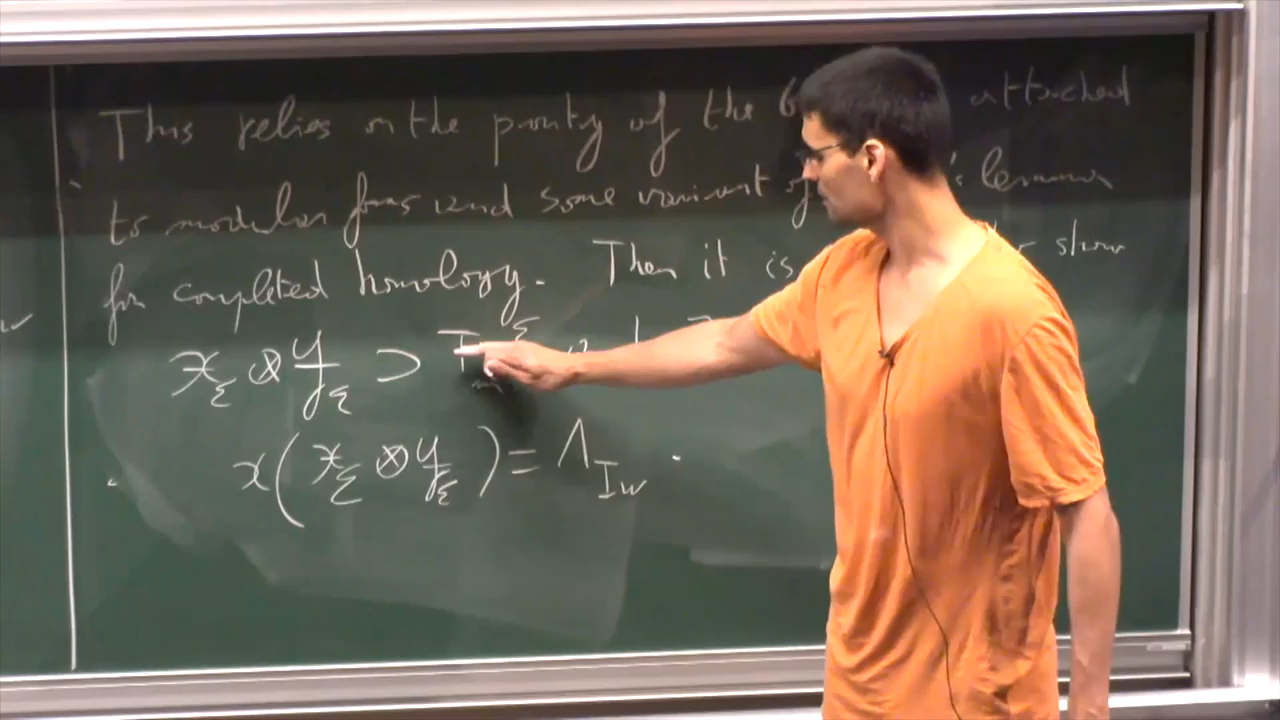 This relies on the purity of the attached
to modular forms and some variant of 's lemma
for completed homology. Then it is show
x_Σ ⊗ y_Σ ⊃ T^Σ
x(x_Σ ⊗ y_Σ) = Λ_Iw.